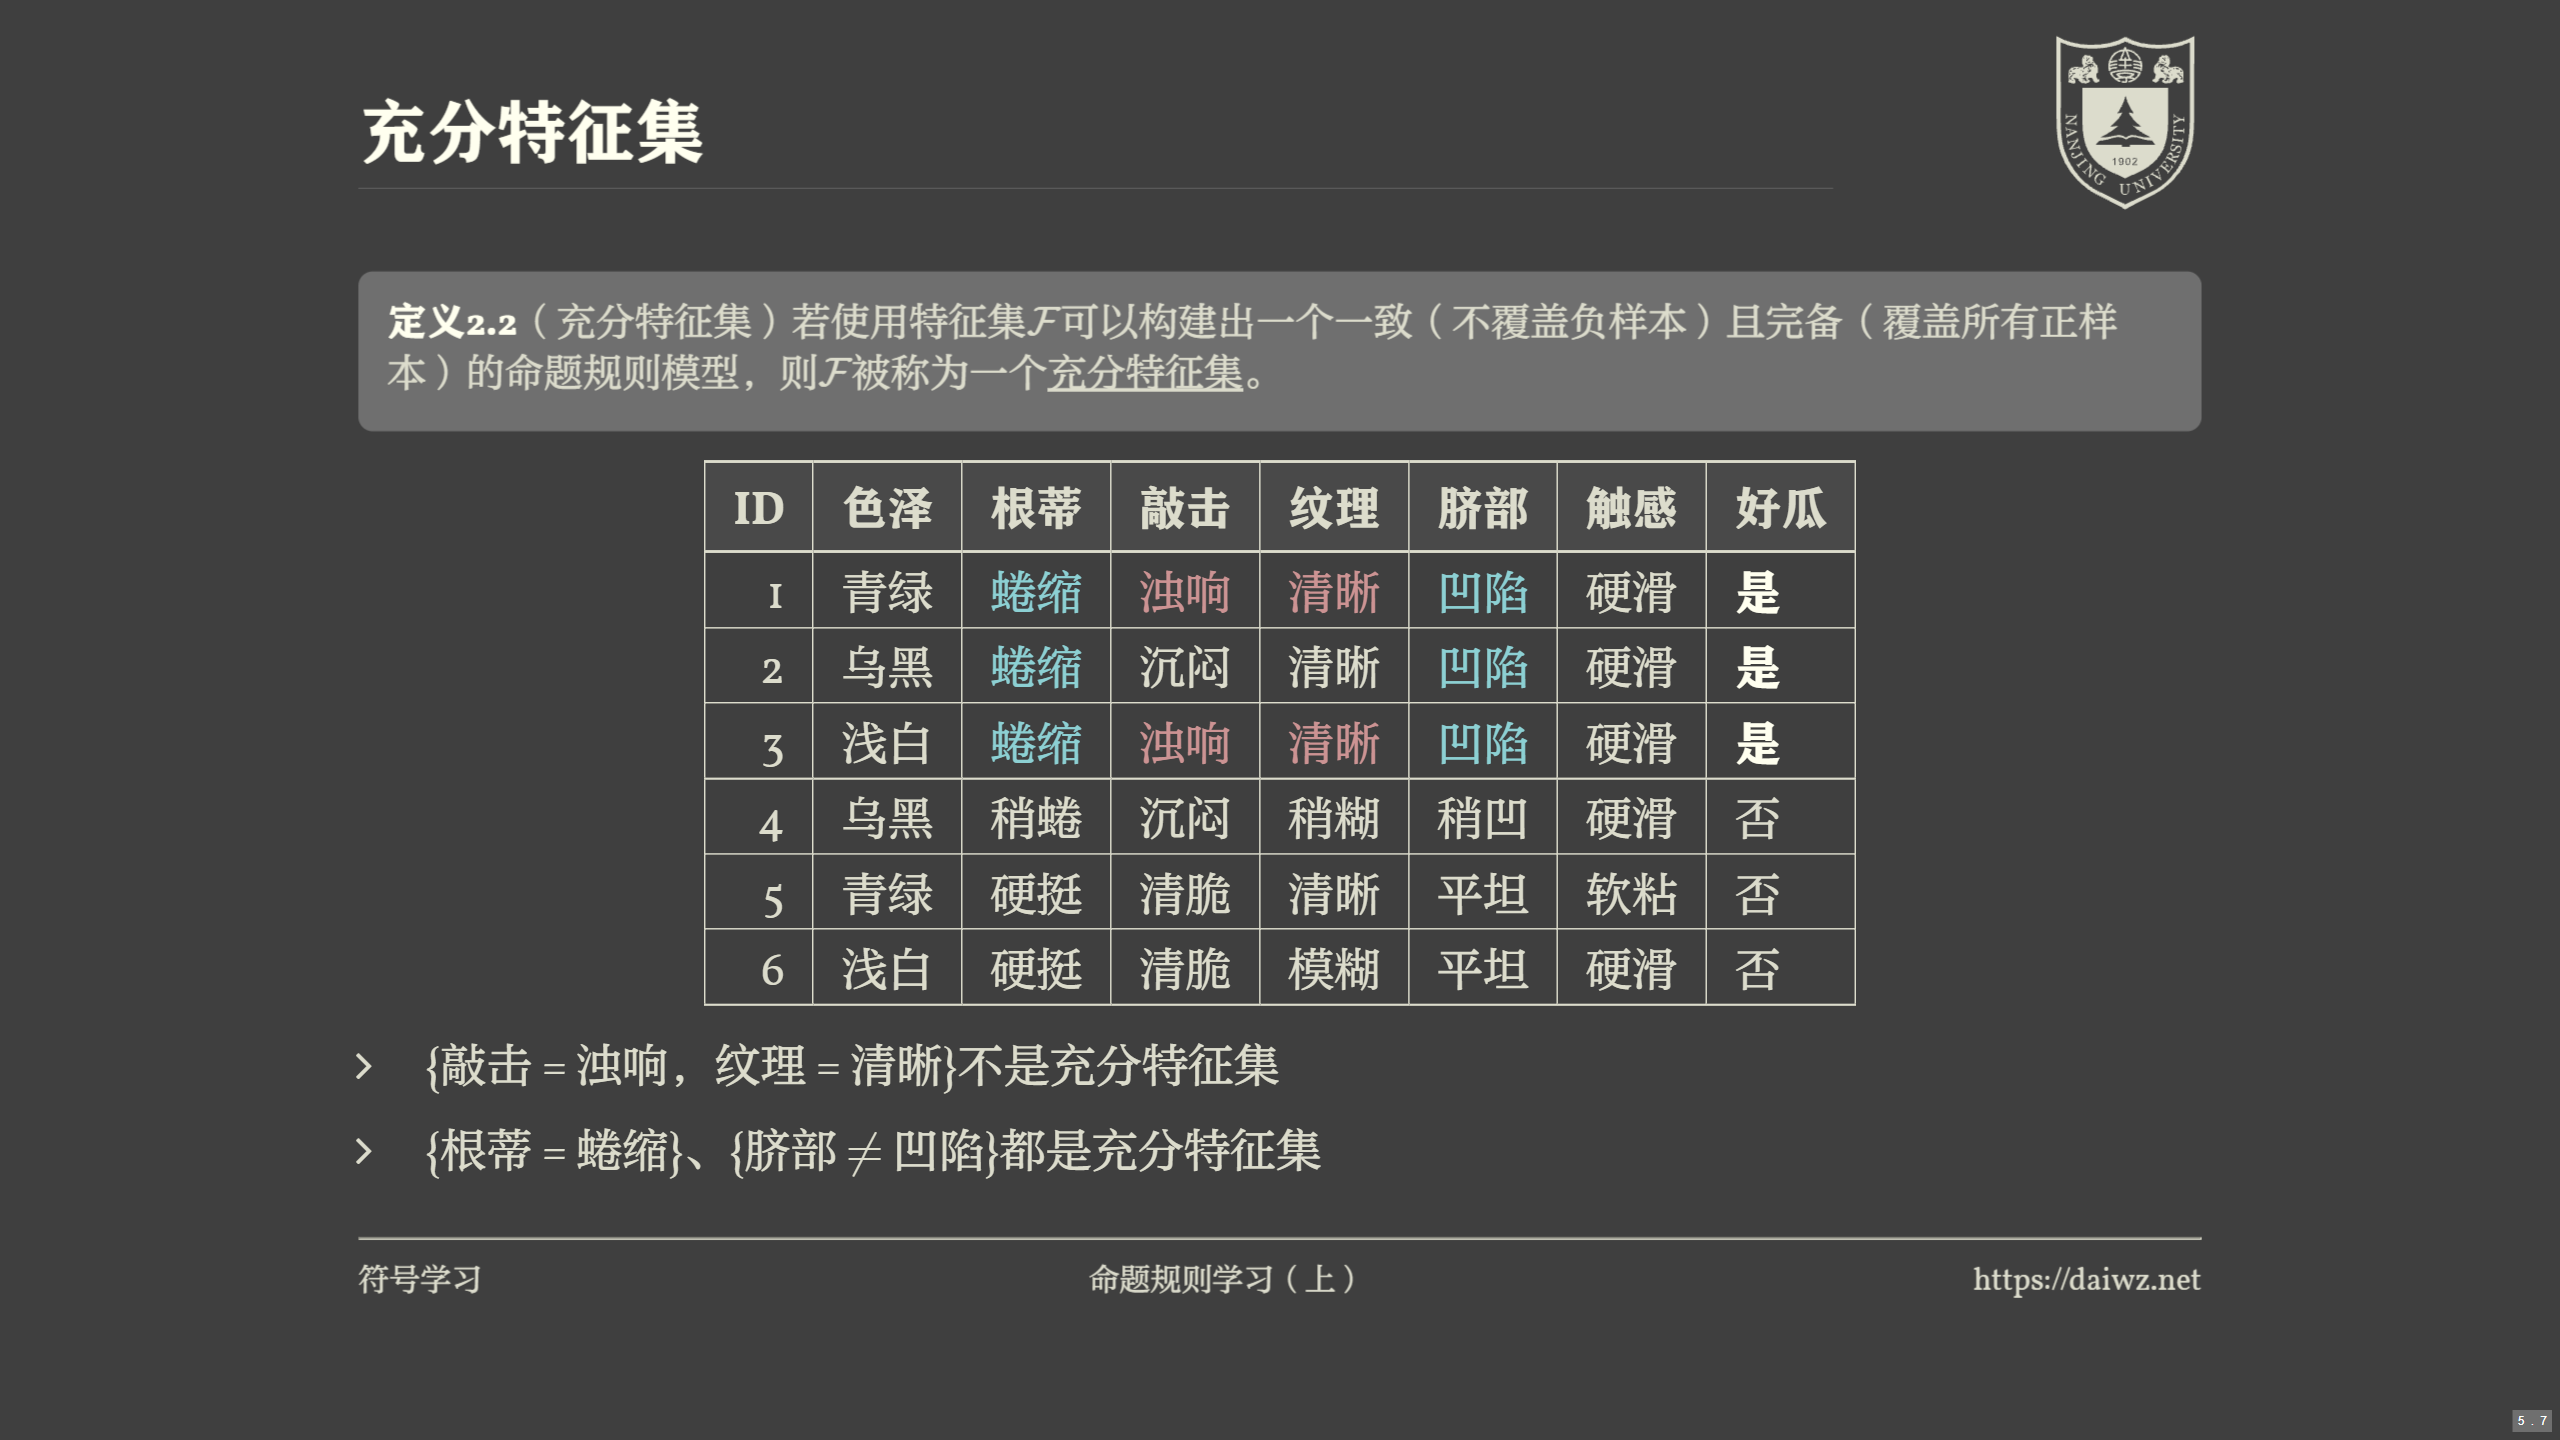 充分特征集
NANJING UNIVERSITY
1902
定义2.2（充分特征集）若使用特征集ℱ可以构建出一个一致（不覆盖负样本）且完备（覆盖所有正样
本）的命题规则模型，则ℱ被称为一个充分特征集。
ID 色泽 根蒂 敲击 纹理 脐部 触感 好瓜
1 青绿 蜷缩 浊响 清晰 凹陷 硬滑 是
2 乌黑 蜷缩 沉闷 清晰 凹陷 硬滑 是
3 浅白 蜷缩 浊响 清晰 凹陷 硬滑 是
4 乌黑 稍蜷 沉闷 稍糊 稍凹 硬滑 否
5 青绿 硬挺 清脆 清晰 平坦 软粘 否
6 浅白 硬挺 清脆 模糊 平坦 硬滑 否
{敲击 = 浊响，纹理 = 清晰}不是充分特征集
{根蒂 = 蜷缩}、{脐部 ≠ 凹陷}都是充分特征集
符号学习 命题规则学习（上） https://daiwz.net
5 . 7